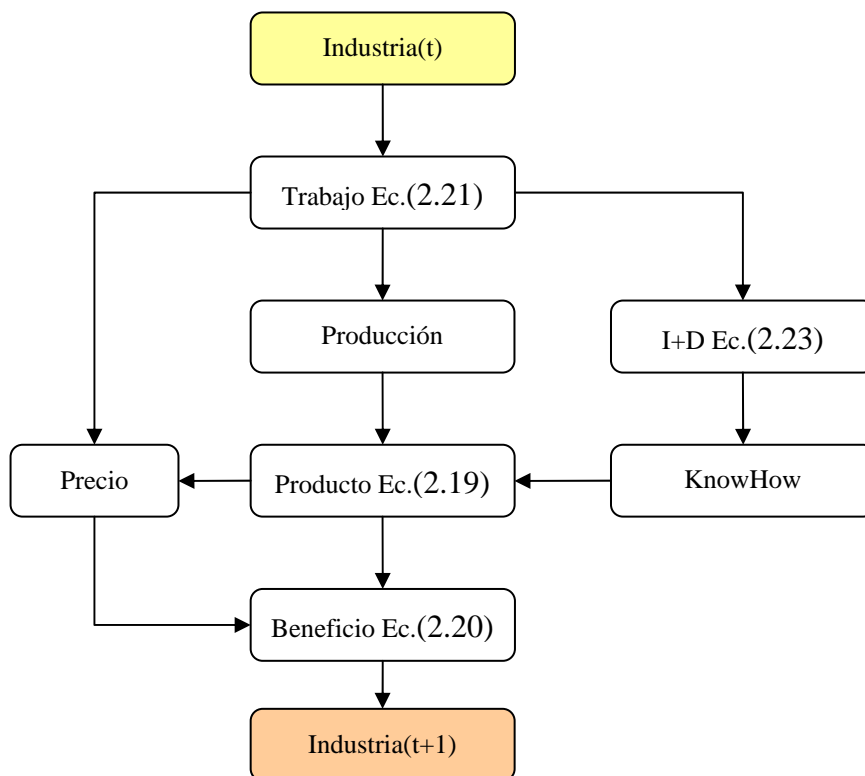 Industria(t)
Trabajo Ec.(2.21)
Producción
I+D Ec.(2.23)
Precio
Producto Ec.(2.19)
KnowHow
Beneficio Ec.(2.20)
Industria(t+1)